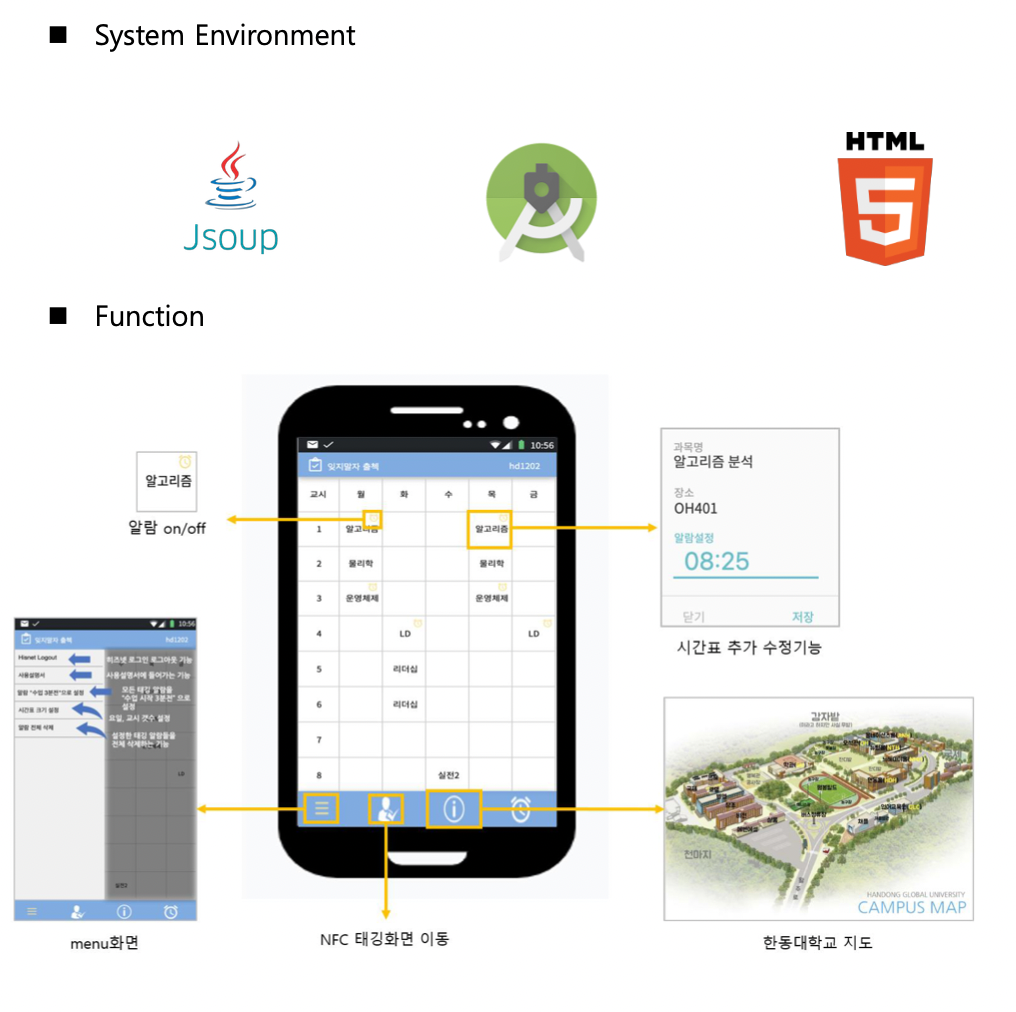 ■ System Environment
Jsoup
HTML
5
■ Function
10:56
잊지말자 출첵
hd1202
교시 월 화 수 목 금
1 알고리즘 알고리즘
2 물리학 물리학
3 운영체제 운영체제
4 LD LD
5 리더십
6 리더십
7
8 실전2
알고리즘
알람 on/off
과목명
알고리즘 분석
장소
OH401
알람설정
08:25
닫기 저장
시간표 추가 수정기능
10:56
잊지말자 출첵
hd1202
Hisnet Logout
히즈넷 로그인 로그아웃 기능
사용설명서
사용설명서에 들어가는 기능
알람 "수업 3분전"으로 설정
모든 태깅 알람을
"수업 시작 3분전" 으로
설정
시간표 크기 설정
요일, 교시 갯수 설정
알람 전체 삭제
설정한 태깅 알람들을
전체 삭제하는 기능
LD
실전2
menu화면
NFC 태깅화면 이동
감자밭
천마지
HANDONG GLOBAL UNIVERSITY
CAMPUS MAP
한동대학교 지도